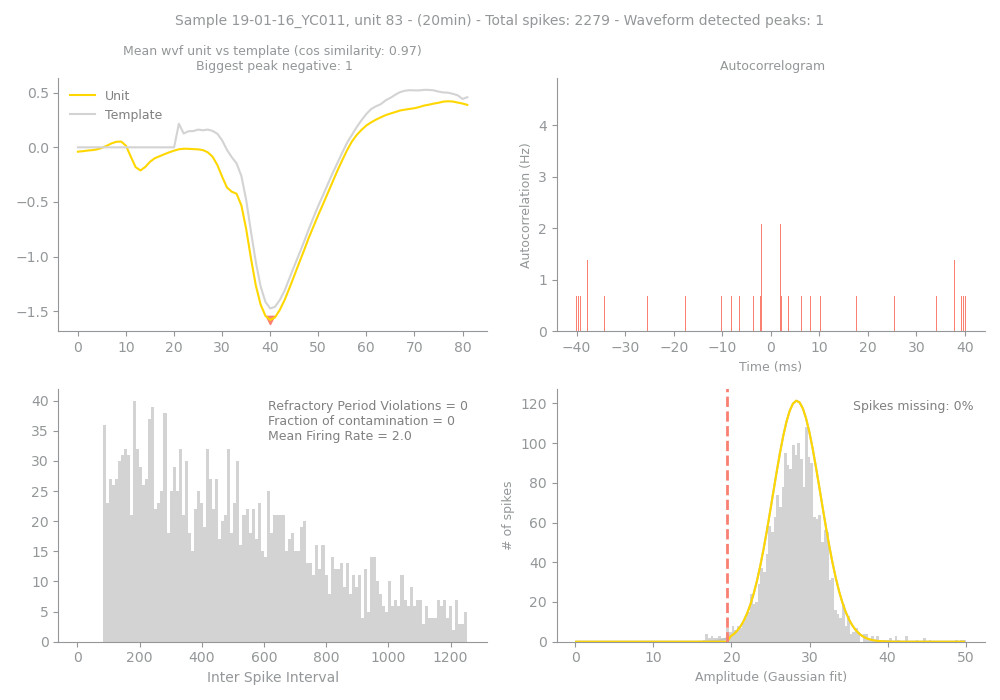 Sample 19-01-16_YC011, unit 83 - (20min) - Total spikes: 2279 - Waveform detected peaks: 1
Mean wvf unit vs template (cos similarity: 0.97)
Biggest peak negative: 1
0.5
0.0
−0.5
−1.0
−1.5
Unit
Template
0 10 20 30 40 50 60 70 80
Autocorrelogram
Autocorrelation (Hz)
4
3
2
1
0
−40 −30 −20 −10 0 10 20 30 40
Time (ms)
40
35
30
25
20
15
10
5
0
Refractory Period Violations = 0
Fraction of contamination = 0
Mean Firing Rate = 2.0
0 200 400 600 800 1000 1200
Inter Spike Interval
# of spikes
120
100
80
60
40
20
0
Spikes missing: 0%
0 10 20 30 40 50
Amplitude (Gaussian fit)